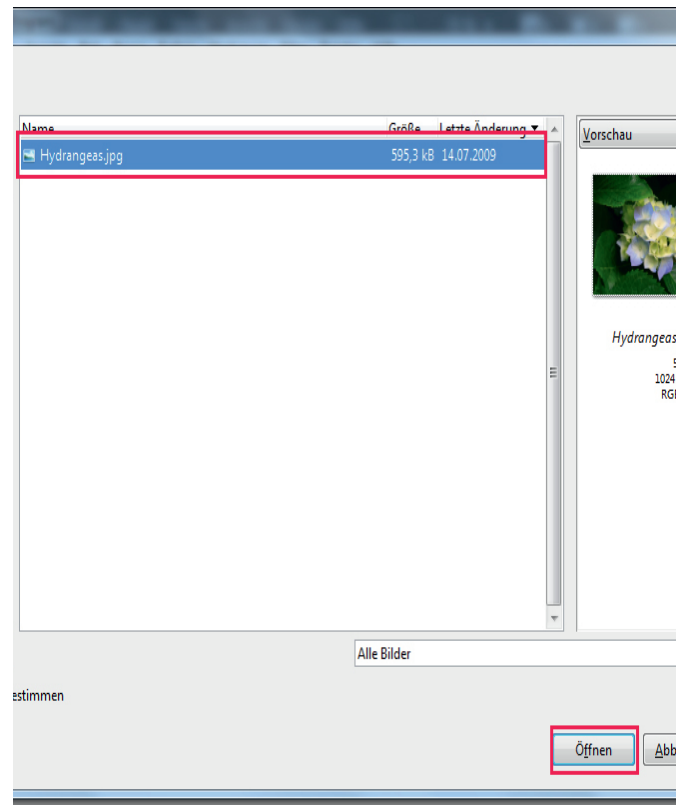 Name Größe Letzte Änderung
Vorschau
Hydrangeas.jpg 595,3 kB 14.07.2009
Hydrangeas
1024
RG
Alle Bilder
estimmen
Öffnen
Abb